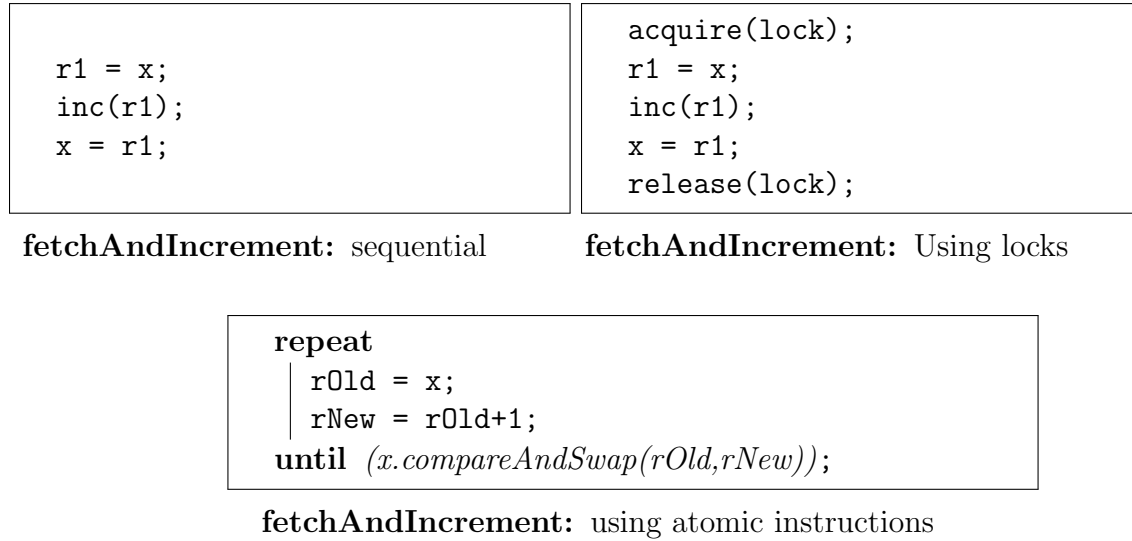 r1 = x;
inc(r1);
x = r1;
fetchAndIncrement: sequential
acquire(lock);
r1 = x;
inc(r1);
x = r1;
release(lock);
fetchAndIncrement: Using locks
repeat
rOld = x;
rNew = rOld+1;
until (x.compareAndSwap(rOld,rNew));
fetchAndIncrement: using atomic instructions